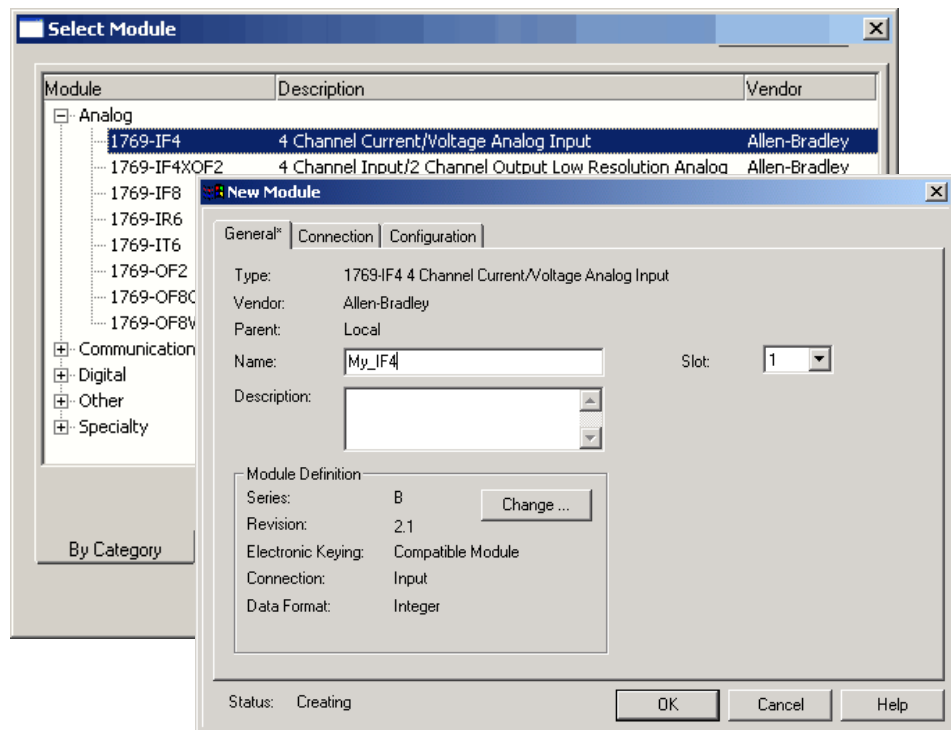 Select Module
Module Description Vendor
Analog
1769-IF4 4 Channel Current/Voltage Analog Input Allen-Bradley
1769-IF4XOF2 4 Channel Input/2 Channel Output Low Resolution Analog Allen-Bradley
1769-IF8
1769-IR6
1769-IT6
1769-OF2
1769-OF8
1769-OF8
Communication
Digital
Other
Specialty
By Category
New Module
General* Connection Configuration
Type: 1769-IF4 4 Channel Current/Voltage Analog Input
Vendor: Allen-Bradley
Parent: Local
Name: My_IF4 Slot: 1
Description:
Module Definition
Series: B Change ...
Revision: 2.1
Electronic Keying: Compatible Module
Connection: Input
Data Format: Integer
Status: Creating OK Cancel Help